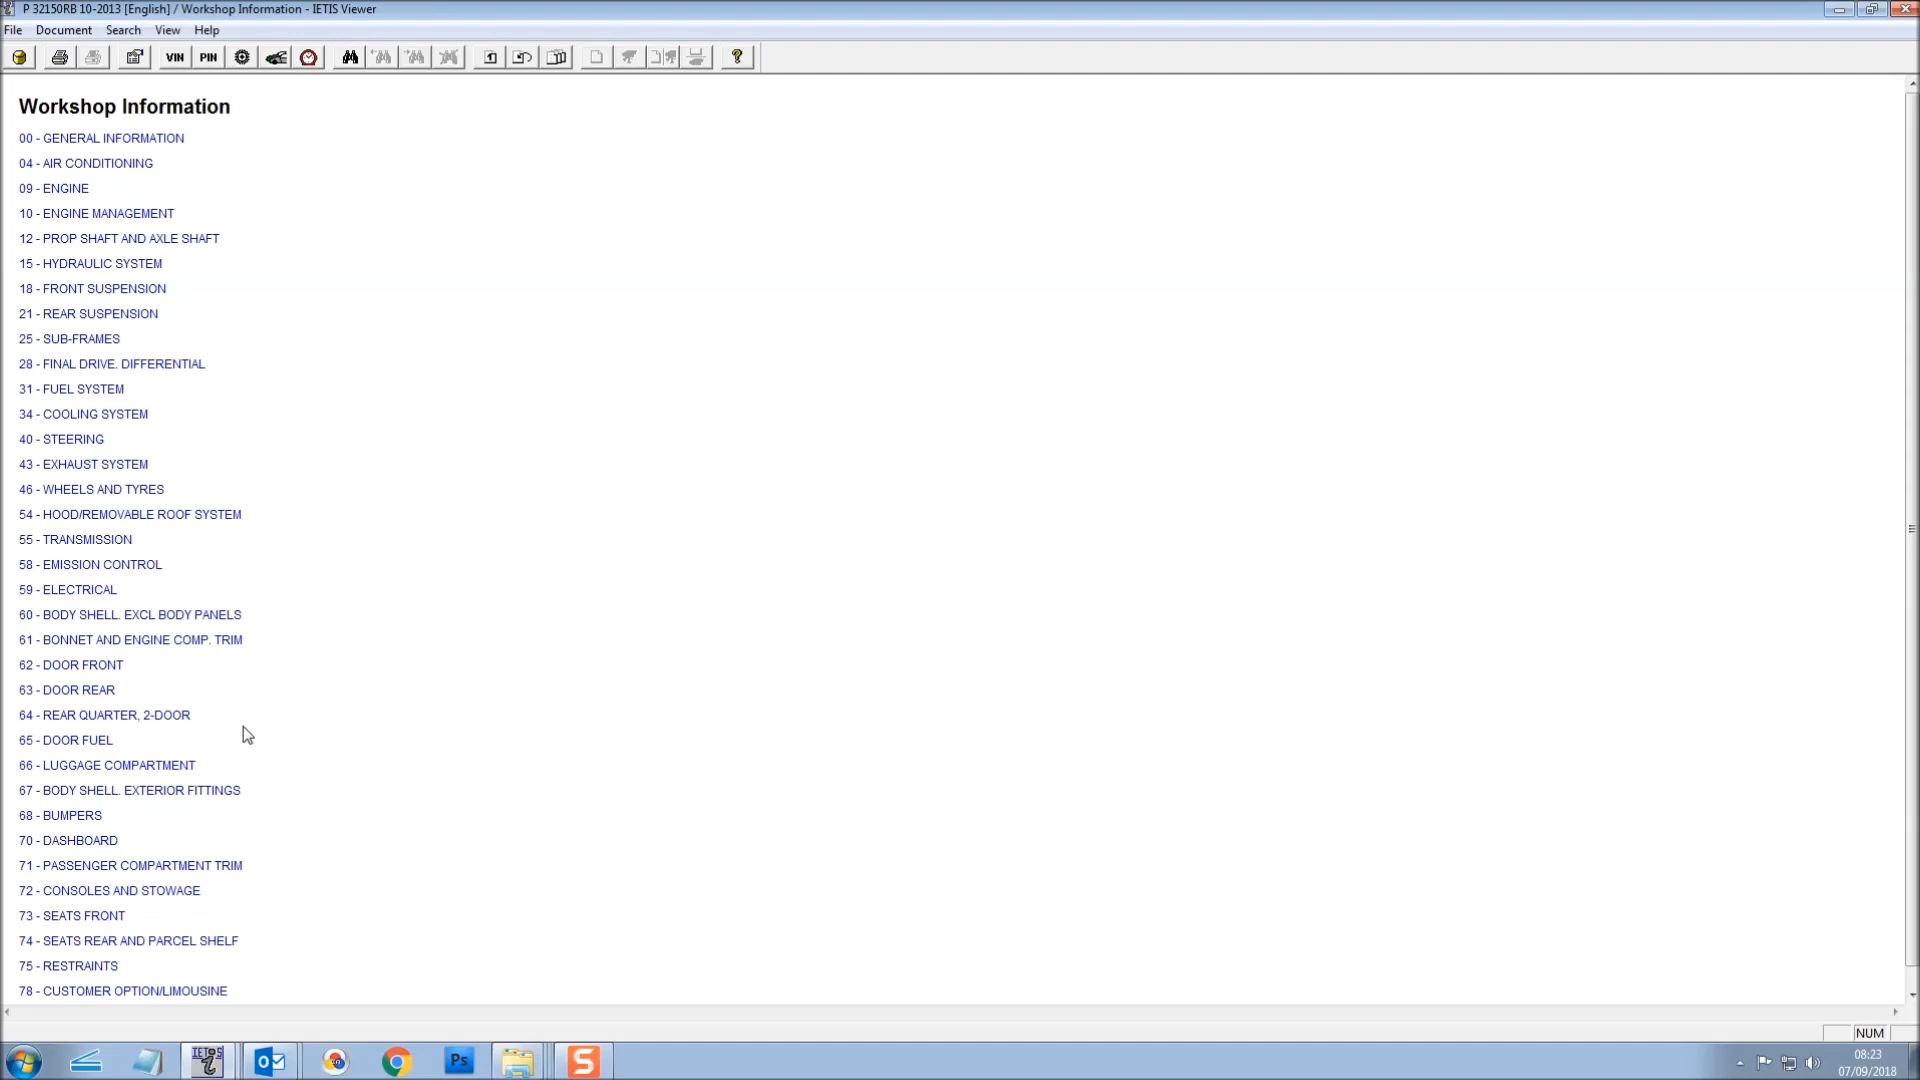 P 32150RB 10-2013 [English] / Workshop Information - IETIS Viewer
File Document Search View Help
VIN PIN
Workshop Information
00 - GENERAL INFORMATION
04 - AIR CONDITIONING
09 - ENGINE
10 - ENGINE MANAGEMENT
12 - PROP SHAFT AND AXLE SHAFT
15 - HYDRAULIC SYSTEM
18 - FRONT SUSPENSION
21 - REAR SUSPENSION
25 - SUB-FRAMES
28 - FINAL DRIVE. DIFFERENTIAL
31 - FUEL SYSTEM
34 - COOLING SYSTEM
40 - STEERING
43 - EXHAUST SYSTEM
46 - WHEELS AND TYRES
54 - HOOD/REMOVABLE ROOF SYSTEM
55 - TRANSMISSION
58 - EMISSION CONTROL
59 - ELECTRICAL
60 - BODY SHELL. EXCL BODY PANELS
61 - BONNET AND ENGINE COMP. TRIM
62 - DOOR FRONT
63 - DOOR REAR
64 - REAR QUARTER, 2-DOOR
65 - DOOR FUEL
66 - LUGGAGE COMPARTMENT
67 - BODY SHELL. EXTERIOR FITTINGS
68 - BUMPERS
70 - DASHBOARD
71 - PASSENGER COMPARTMENT TRIM
72 - CONSOLES AND STOWAGE
73 - SEATS FRONT
74 - SEATS REAR AND PARCEL SHELF
75 - RESTRAINTS
78 - CUSTOMER OPTION/LIMOUSINE
NUM
IETIS
Ps
S
08:23
07/09/2018